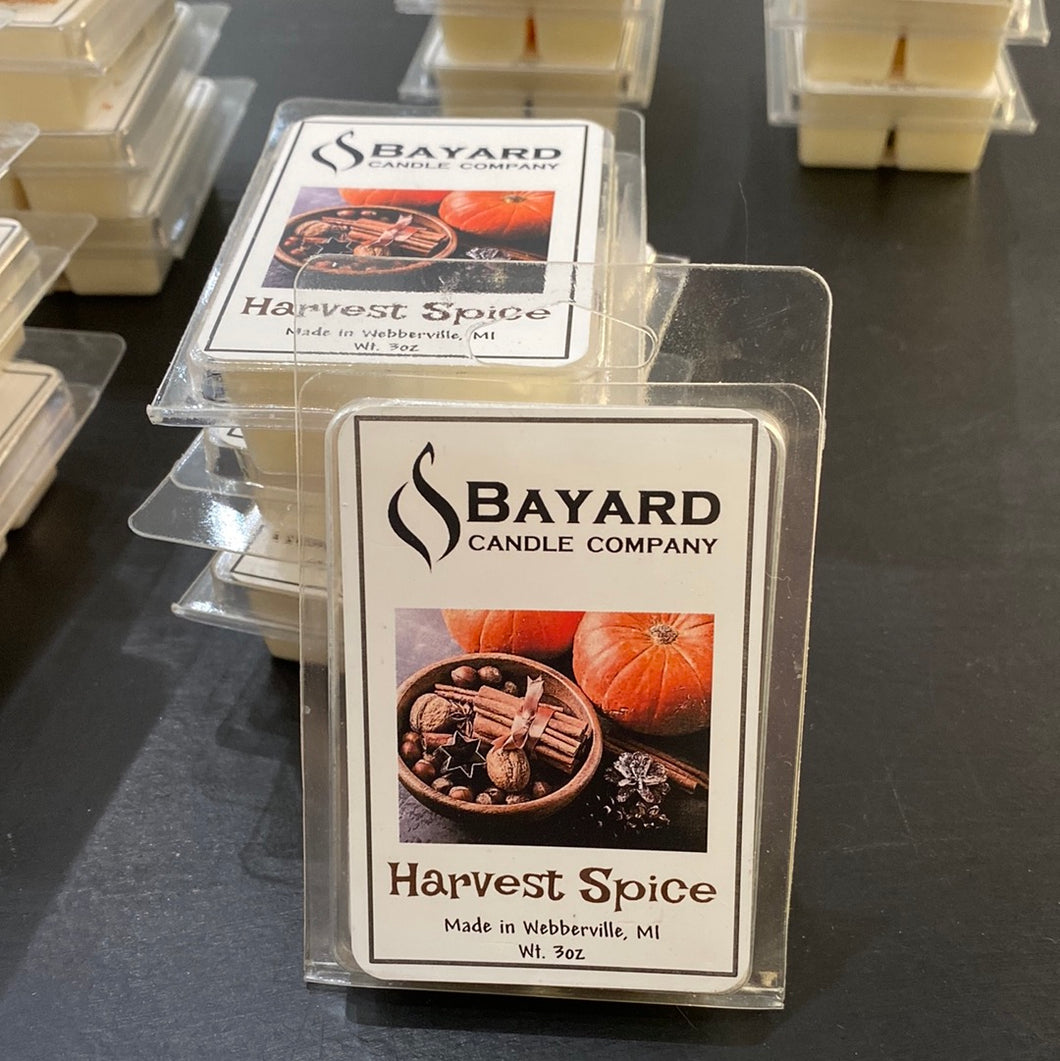 BAYARD
CANDLE COMPANY
Harvest Spice
Made in Webberville, MI
Wt. 3oz
BAYARD
CANDLE COMPANY
Harvest Spice
Made in Webberville, MI
Wt. 3oz